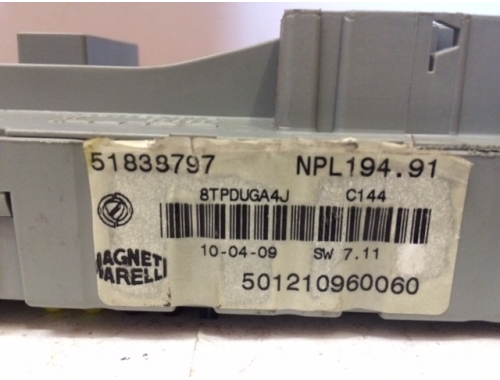 51838797 NPL194.91
8TPDUGA4J C144
10-04-09 SW 7.11
MAGNETI
MARELLI
501210960060